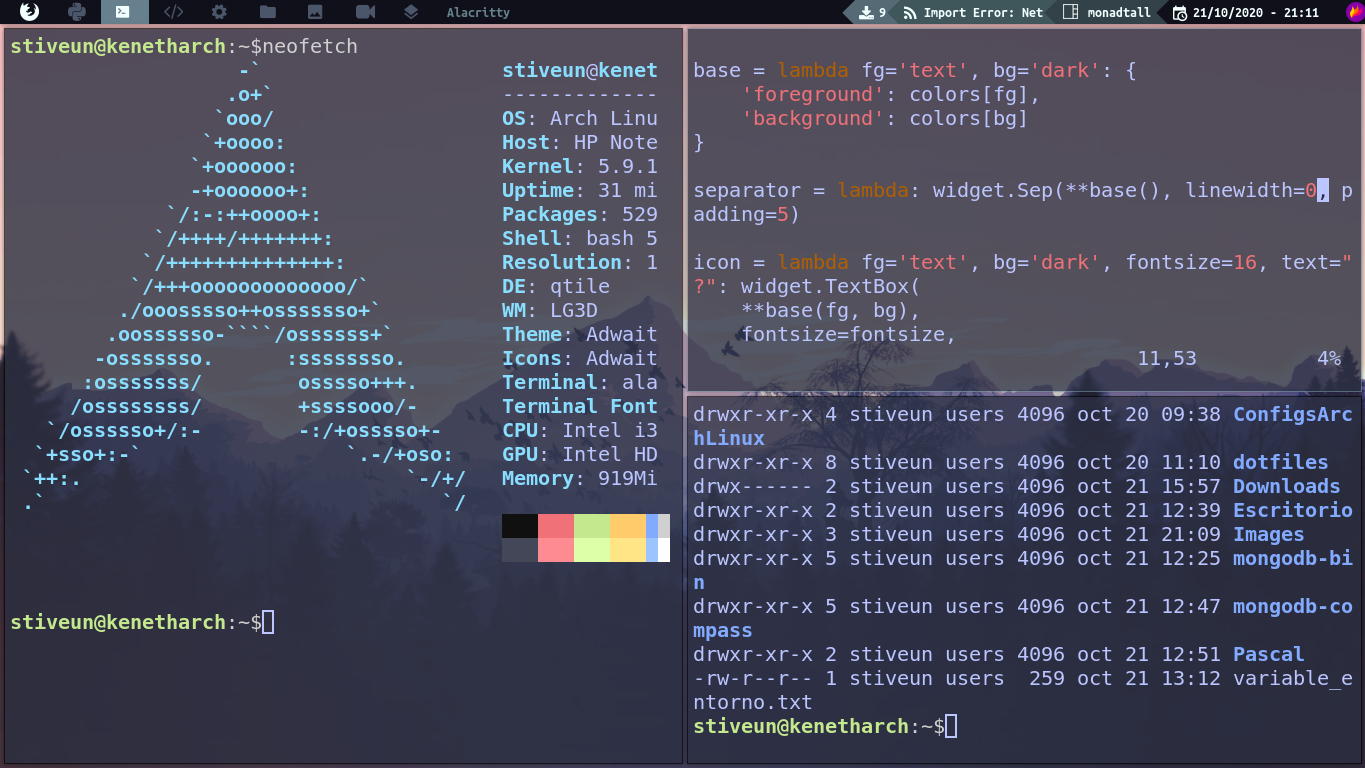 Alacritty
9
Import Error: Net
monadtall
21/10/2020 - 21:11
stiveun@kenetharch:~$neofetch
-`
.o+`
`ooo/
`+oooo:
`+oooooo:
-+oooooo+:
`/:-:++oooo+:
`/++++/+++++++:
`/++++++++++++++:
`/+++ooooooooooooo/`
./ooosssso++osssssso+`
.oossssso-````/ossssss+`
-osssssso.      :ssssssso.
:osssssss/        osssso+++.
/ossssssss/        +ssssooo/-
`/ossssso+/:-        -:/+osssso+-
`+sso+:-`                 `.-/+oso:
`++:.                           `-/+/
.`                                 `/
stiveun@kenet
-------------
OS: Arch Linu
Host: HP Note
Kernel: 5.9.1
Uptime: 31 mi
Packages: 529
Shell: bash 5
Resolution: 1
DE: qtile
WM: LG3D
Theme: Adwait
Icons: Adwait
Terminal: ala
Terminal Font
CPU: Intel i3
GPU: Intel HD
Memory: 919Mi
stiveun@kenetharch:~$
base = lambda fg='text', bg='dark': {
    'foreground': colors[fg],
    'background': colors[bg]
}
separator = lambda: widget.Sep(**base(), linewidth=0, p
adding=5)
icon = lambda fg='text', bg='dark', fontsize=16, text="
?": widget.TextBox(
    **base(fg, bg),
    fontsize=fontsize,
11,53          4%
drwxr-xr-x 4 stiveun users 4096 oct 20 09:38 ConfigsArc
hLinux
drwxr-xr-x 8 stiveun users 4096 oct 20 11:10 dotfiles
drwx------ 2 stiveun users 4096 oct 21 15:57 Downloads
drwxr-xr-x 2 stiveun users 4096 oct 21 12:39 Escritorio
drwxr-xr-x 3 stiveun users 4096 oct 21 21:09 Images
drwxr-xr-x 5 stiveun users 4096 oct 21 12:25 mongodb-bi
n
drwxr-xr-x 5 stiveun users 4096 oct 21 12:47 mongodb-co
mpass
drwxr-xr-x 2 stiveun users 4096 oct 21 12:51 Pascal
-rw-r--r-- 1 stiveun users  259 oct 21 13:12 variable_e
ntorno.txt
stiveun@kenetharch:~$